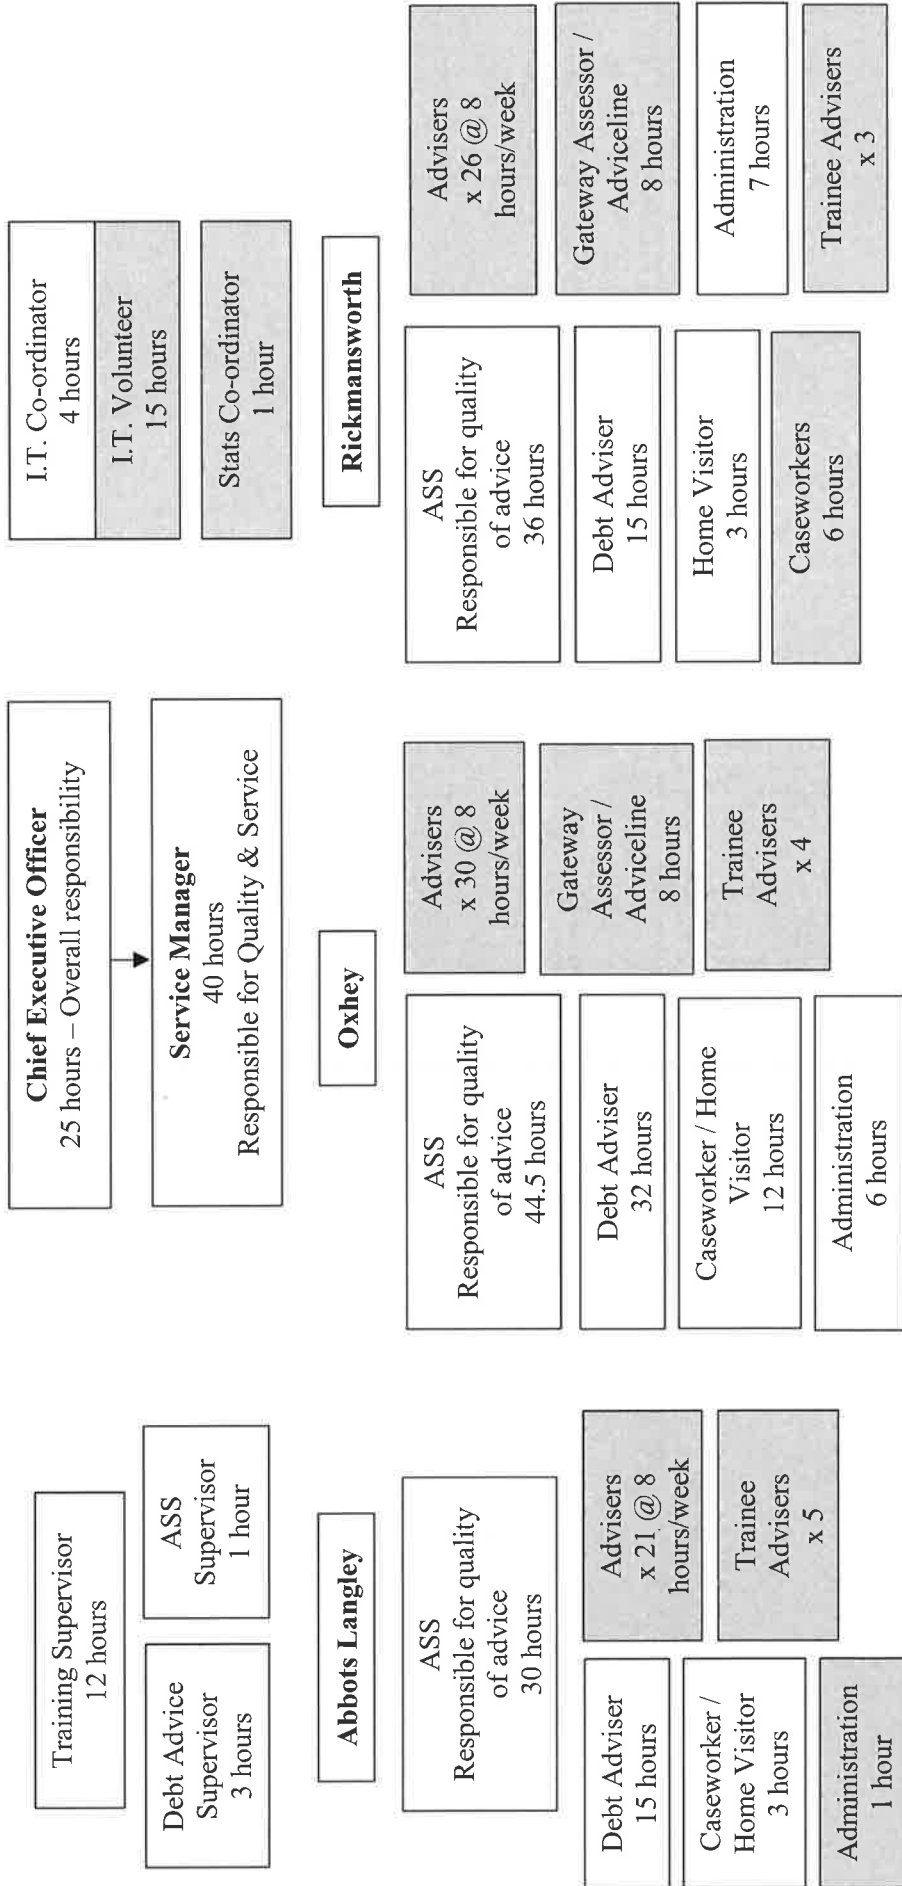 Training Supervisor
12 hours
Debt Advice
Supervisor
3 hours
ASS
Supervisor
1 hour
Chief Executive Officer
25 hours – Overall responsibility
Service Manager
40 hours
Responsible for Quality & Service
I.T. Co-ordinator
4 hours
I.T. Volunteer
15 hours
Stats Co-ordinator
1 hour
Abbots Langley
ASS
Responsible for quality
of advice
30 hours
Debt Adviser
15 hours
Caseworker /
Home Visitor
3 hours
Administration
1 hour
Advisers
x 21 @ 8
hours/week
Trainee
Advisers
x 5
Oxhey
ASS
Responsible for quality
of advice
44.5 hours
Debt Adviser
32 hours
Caseworker / Home
Visitor
12 hours
Administration
6 hours
Advisers
x 30 @ 8
hours/week
Gateway
Assessor /
Adviceline
8 hours
Trainee
Advisers
x 4
Rickmansworth
ASS
Responsible for quality
of advice
36 hours
Debt Adviser
15 hours
Home Visitor
3 hours
Caseworkers
6 hours
Advisers
x 26 @ 8
hours/week
Gateway Assessor /
Adviceline
8 hours
Administration
7 hours
Trainee Advisers
x 3